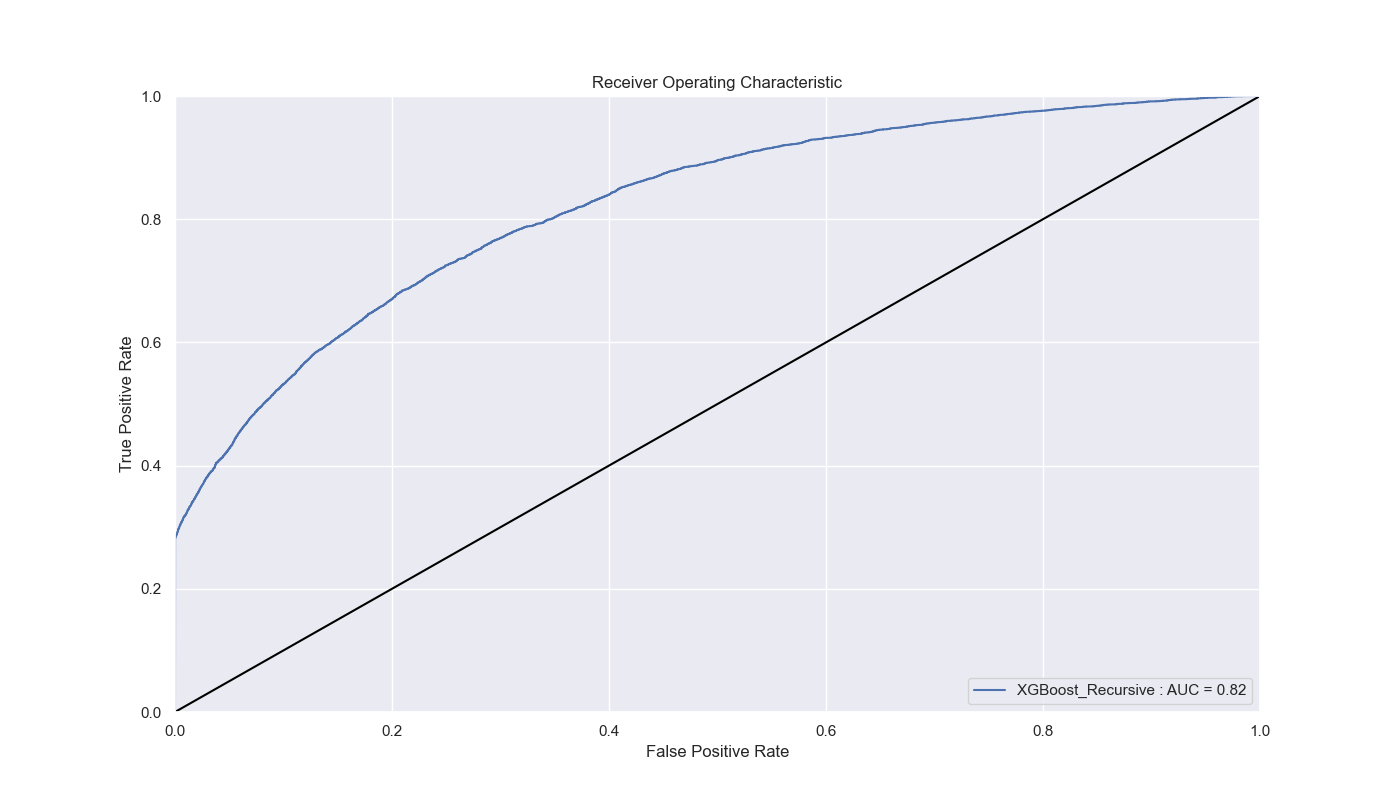 Receiver Operating Characteristic
1.0
0.8
0.6
0.4
0.2
0.0
True Positive Rate
XGBoost_Recursive : AUC = 0.82
0.0 0.2 0.4 0.6 0.8 1.0
False Positive Rate